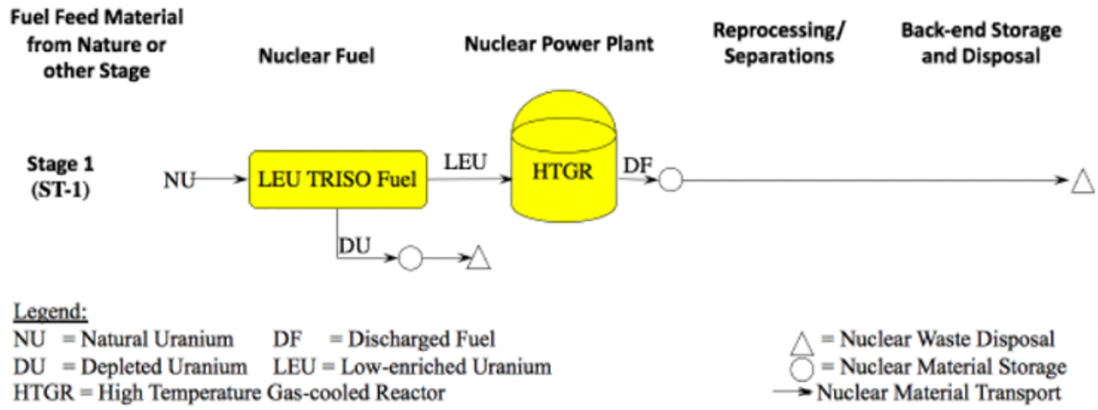 Fuel Feed Material
from Nature or
other Stage
Nuclear Fuel
Nuclear Power Plant
Reprocessing/
Separations
Back-end Storage
and Disposal
Stage 1
(ST-1)
NU
LEU TRISO Fuel
LEU
HTGR
DF
DU
Legend:
NU = Natural Uranium DF = Discharged Fuel
DU = Depleted Uranium LEU = Low-enriched Uranium
HTGR = High Temperature Gas-cooled Reactor
= Nuclear Waste Disposal
= Nuclear Material Storage
Nuclear Material Transport